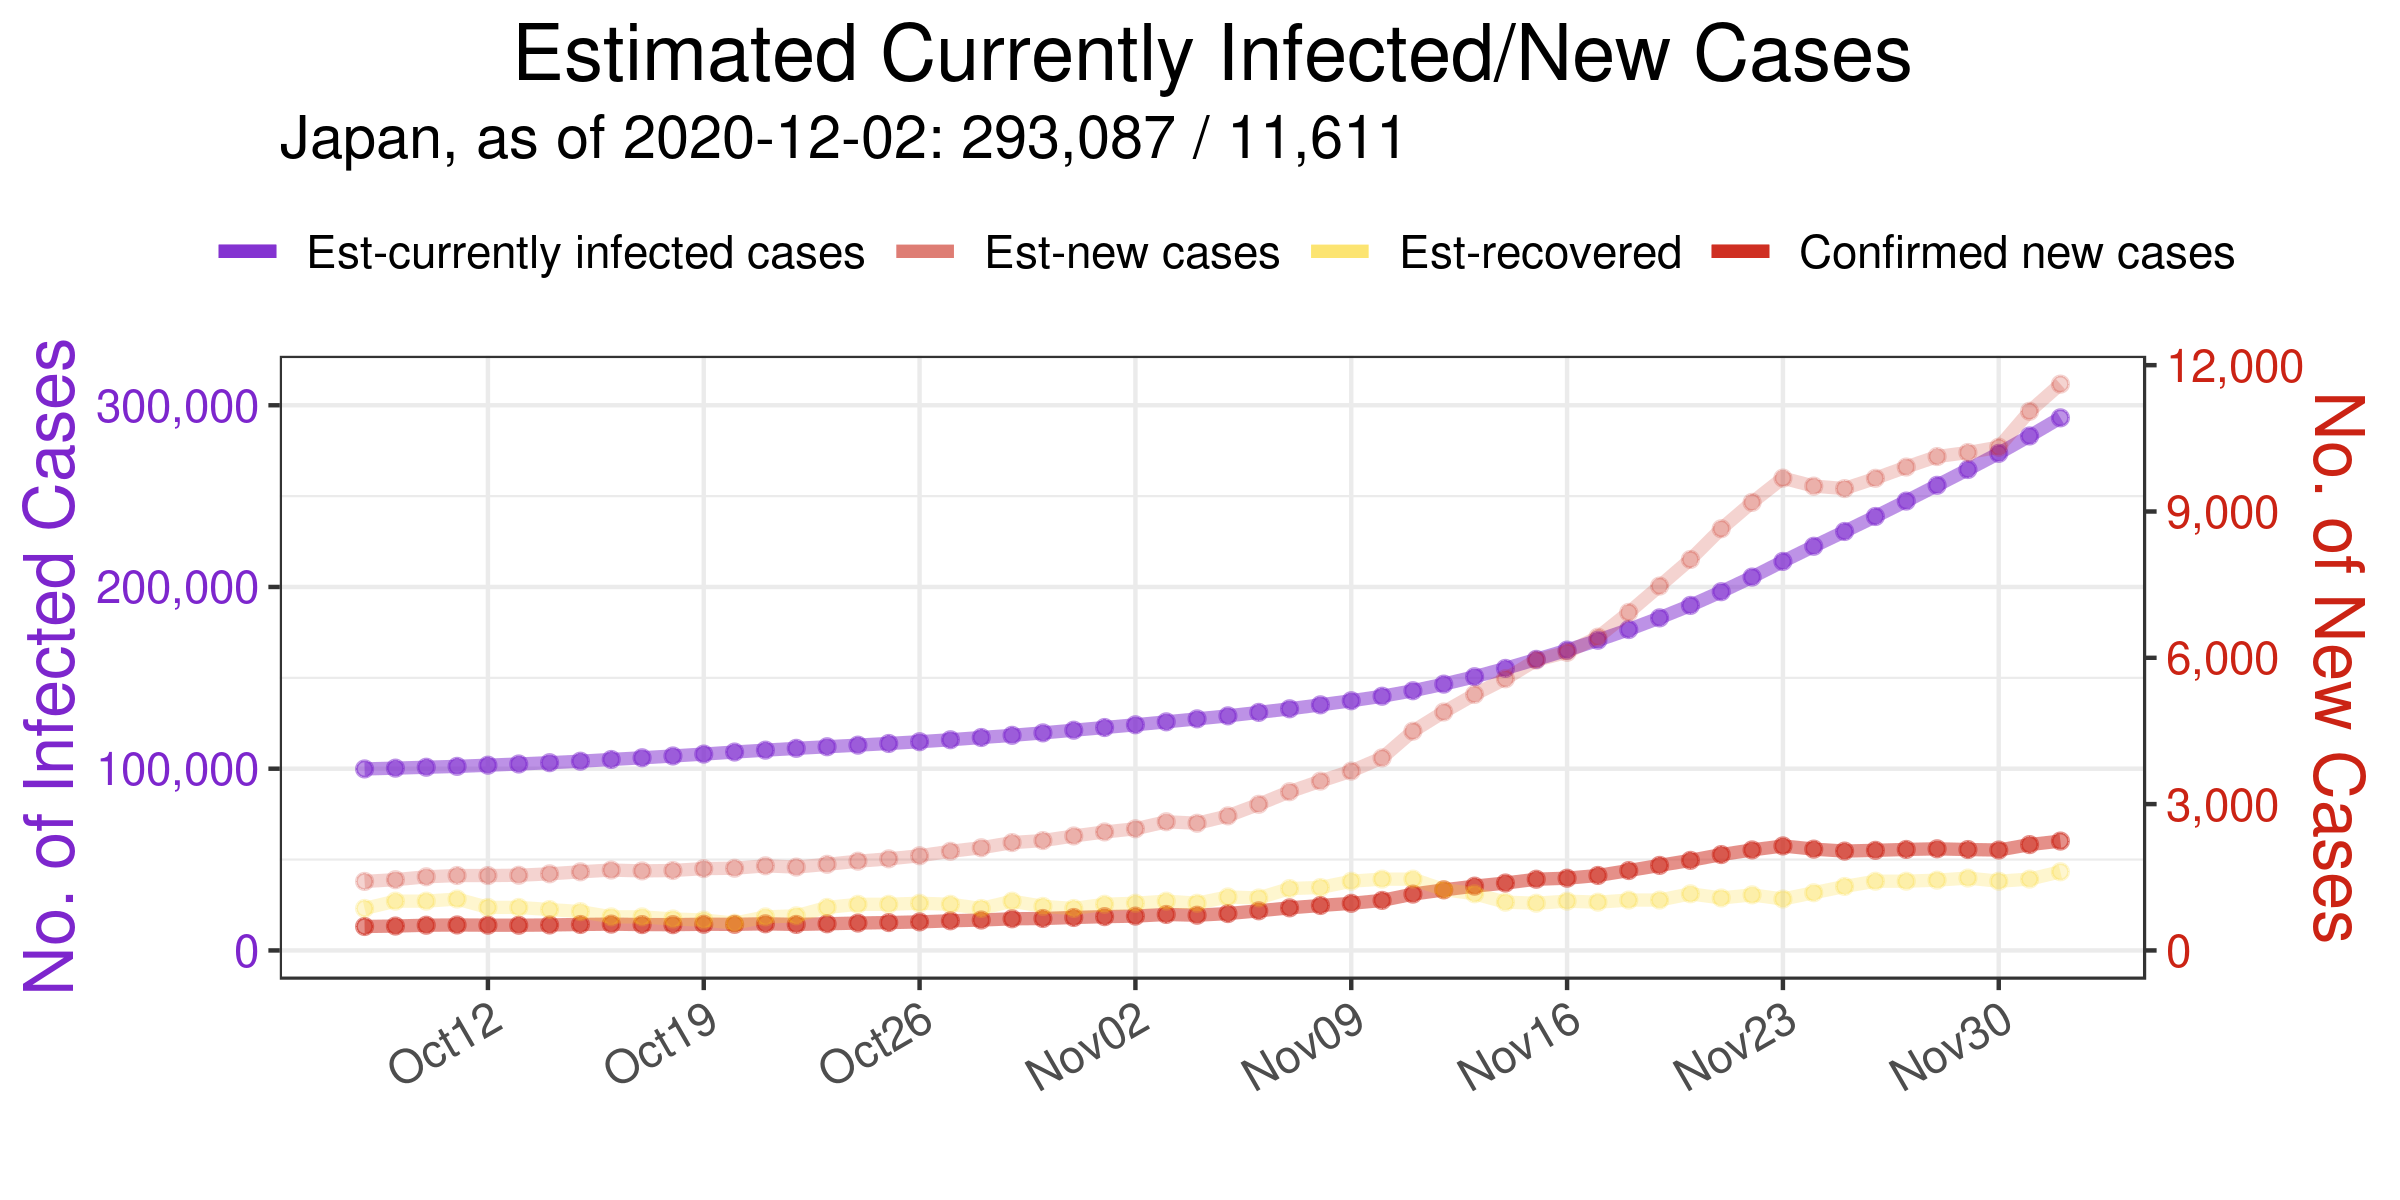 Estimated Currently Infected/New Cases
Japan, as of 2020-12-02: 293,087 / 11,611
Est-currently infected cases Est-new cases Est-recovered Confirmed new cases
No. of Infected Cases
300,000
200,000
100,000
0
12,000
9,000
6,000
3,000
0
No. of New Cases
Oct12 Oct19 Oct26 Nov02 Nov09 Nov16 Nov23 Nov30